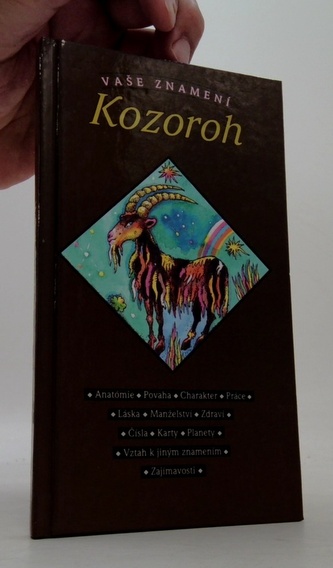 VAŠE ZNAMENÍ
Kozoroh
◆ Anatomie ◆ Povaha ◆ Charakter ◆ Práce ◆
◆ Láska ◆ Manželství ◆ Zdraví ◆
◆ Čísla ◆ Karty ◆ Planety ◆
◆ Vztah k jiným znamením ◆
◆ Zajímavosti ◆